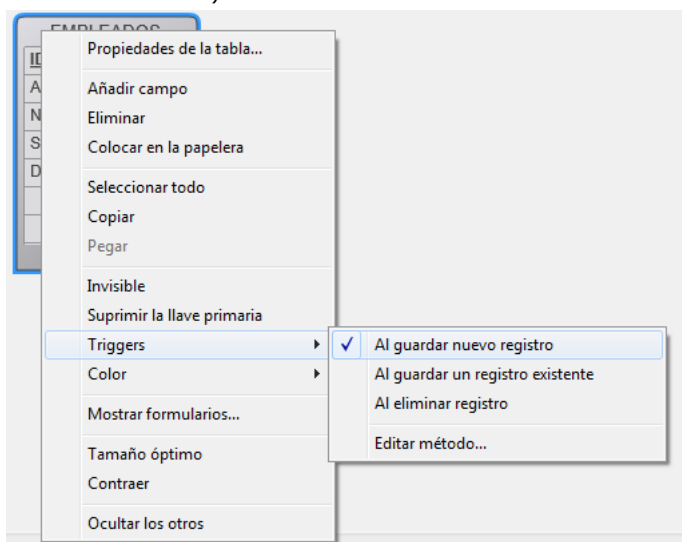 EMPLEADOS
ID
A
N
S
D
Propiedades de la tabla...
Añadir campo
Eliminar
Colocar en la papelera
Seleccionar todo
Copiar
Pegar
Invisible
Suprimir la llave primaria
Triggers
Color
Mostrar formularios...
Tamaño óptimo
Contraer
Ocultar los otros
Al guardar nuevo registro
Al guardar un registro existente
Al eliminar registro
Editar método...